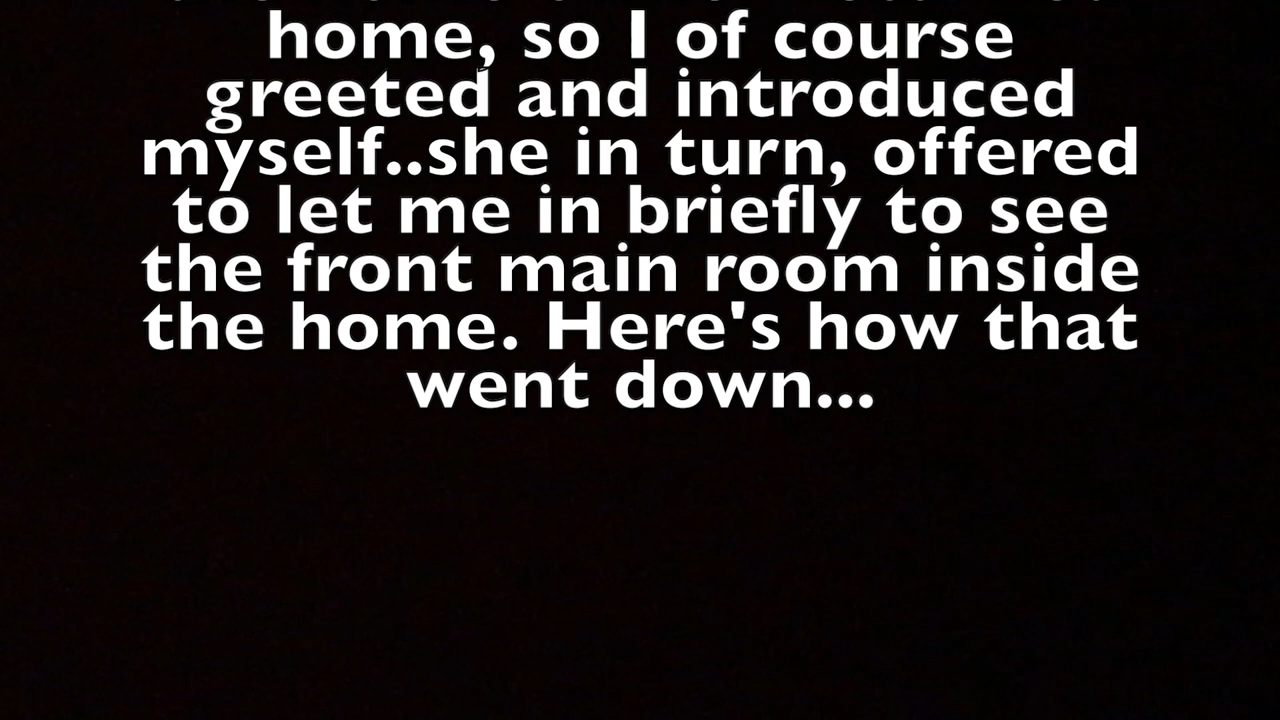 home, so I of course
greeted and introduced
myself..she in turn, offered
to let me in briefly to see
the front main room inside
the home. Here's how that
went down...